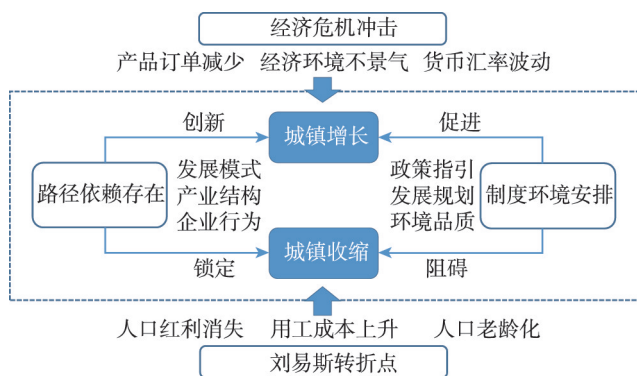 经济危机冲击
产品订单减少 经济环境不景气 货币汇率波动
创新 城镇增长 促进
路径依赖存在
发展模式
产业结构
企业行为
政策指引
发展规划
环境品质
制度环境安排
锁定 城镇收缩 阻碍
人口红利消失 用工成本上升 人口老龄化
刘易斯转折点